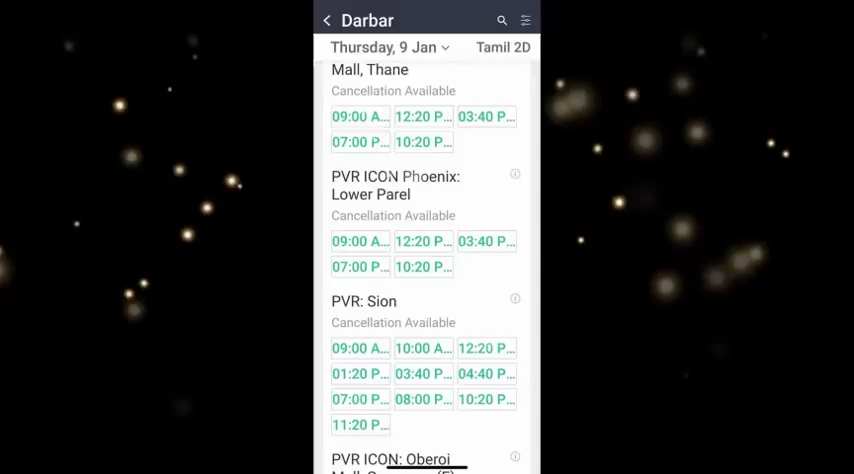 Darbar
Thursday, 9 Jan Tamil 2D
Mall, Thane
Cancellation Available
09:00 A... 12:20 P... 03:40 P...
07:00 P... 10:20 P...
PVR ICON Phoenix:
Lower Parel
Cancellation Available
09:00 A... 12:20 P... 03:40 P...
07:00 P... 10:20 P...
PVR: Sion
Cancellation Available
09:00 A... 10:00 A... 12:20 P...
01:20 P... 03:40 P... 04:40 P...
07:00 P... 08:00 P... 10:20 P...
11:20 P...
PVR ICON: Oberoi